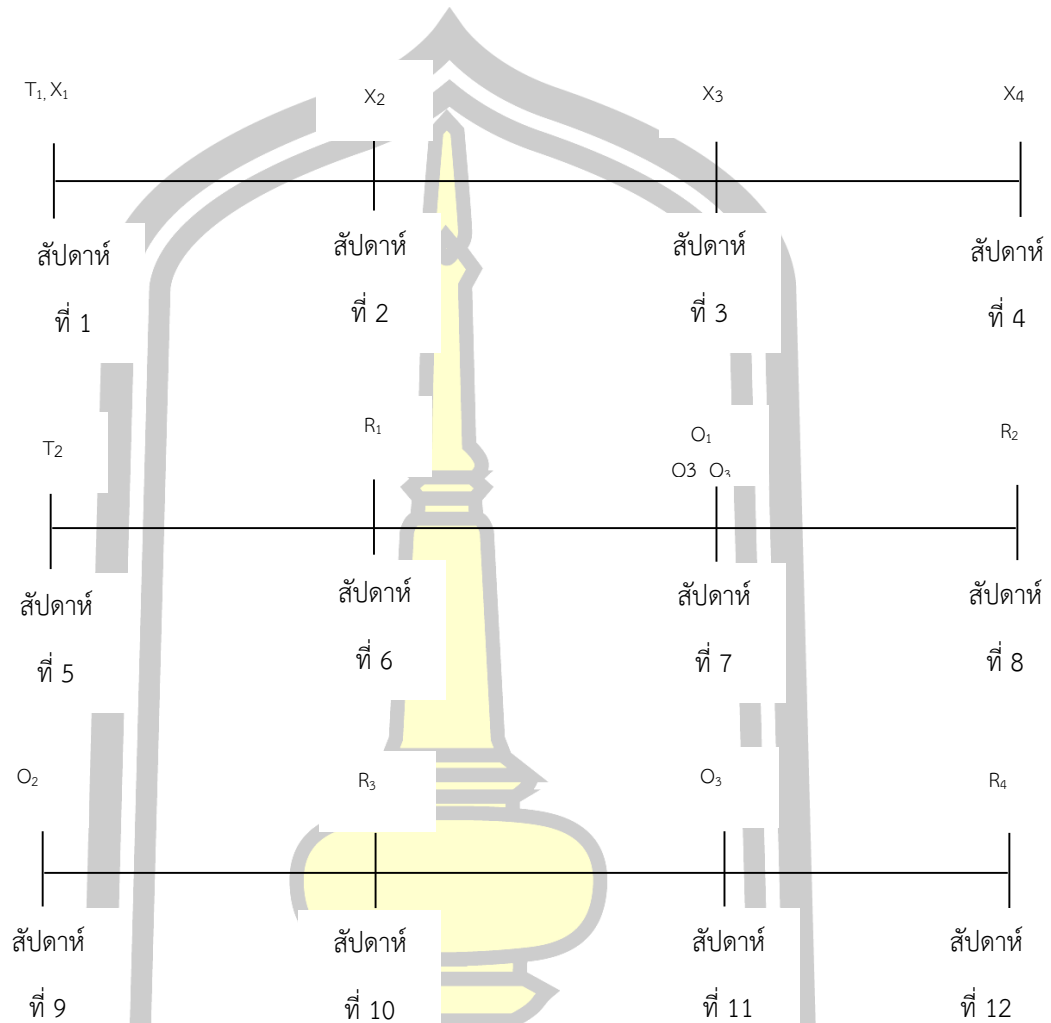 T₁, X₁ X₂ X₃ X₄
สัปดาห์ สัปดาห์ สัปดาห์ สัปดาห์
ที่ 1 ที่ 2 ที่ 3 ที่ 4
T₂ R₁ O₁ R₂
O3 O₃
สัปดาห์ สัปดาห์ สัปดาห์ สัปดาห์
ที่ 5 ที่ 6 ที่ 7 ที่ 8
O₂ R₃ O₃ R₄
สัปดาห์ สัปดาห์ สัปดาห์ สัปดาห์
ที่ 9 ที่ 10 ที่ 11 ที่ 12